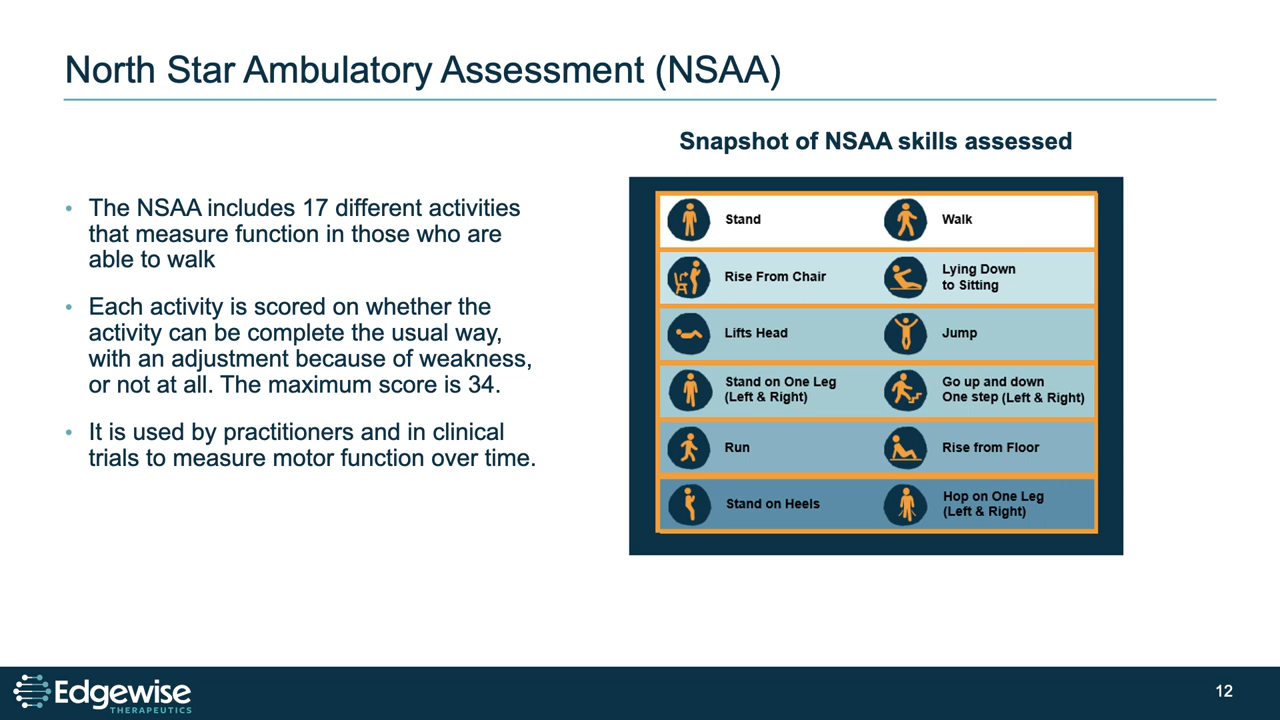 North Star Ambulatory Assessment (NSAA)
Snapshot of NSAA skills assessed
• The NSAA includes 17 different activities
that measure function in those who are
able to walk
• Each activity is scored on whether the
activity can be complete the usual way,
with an adjustment because of weakness,
or not at all. The maximum score is 34.
• It is used by practitioners and in clinical
trials to measure motor function over time.
Stand
Walk
Rise From Chair
Lying Down
to Sitting
Lifts Head
Jump
Stand on One Leg
(Left & Right)
Go up and down
One step (Left & Right)
Run
Rise from Floor
Stand on Heels
Hop on One Leg
(Left & Right)
Edgewise
THERAPEUTICS
12